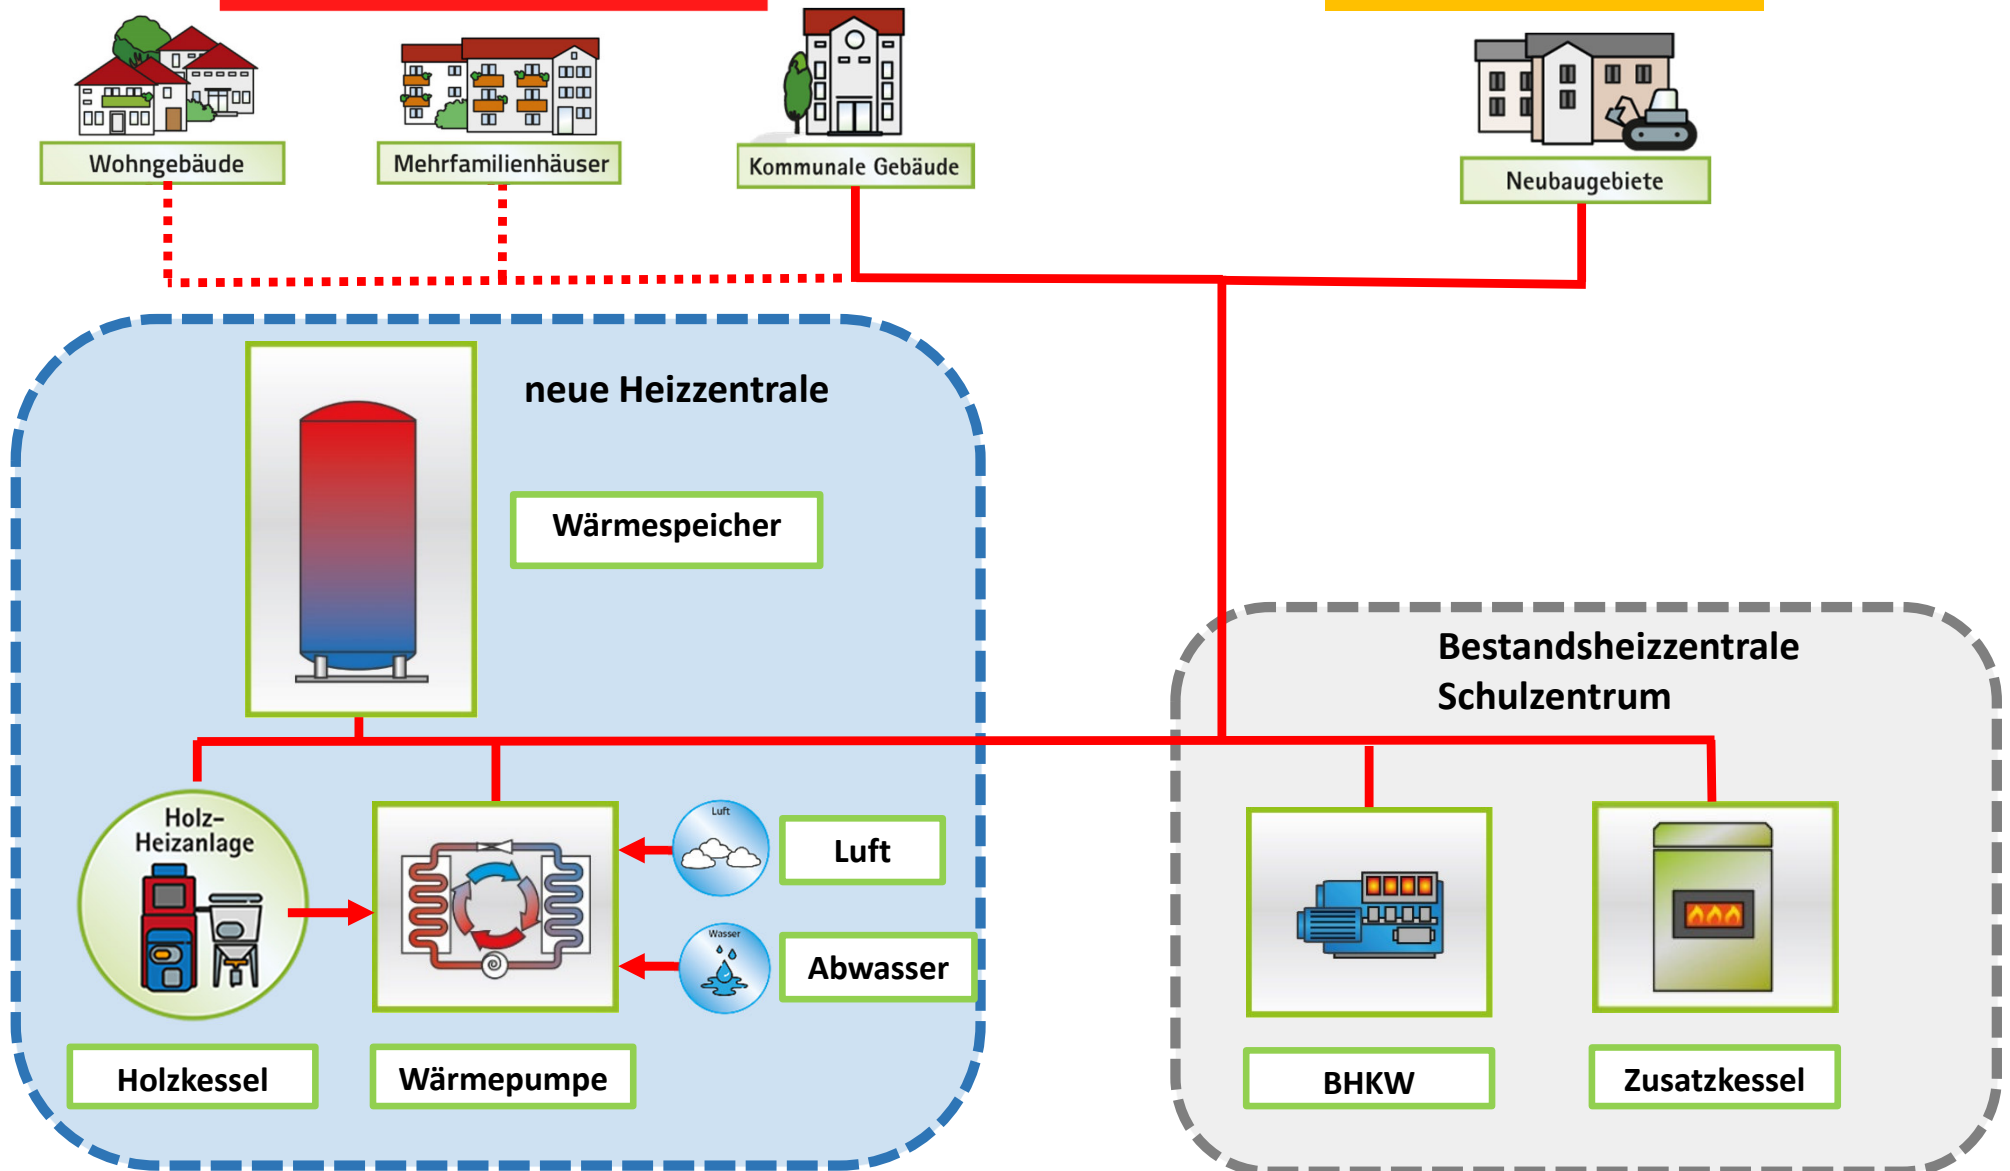 Wohngebäude
Mehrfamilienhäuser
Kommunale Gebäude
Neubaugebiete
neue Heizzentrale
Wärmespeicher
Bestandsheizzentrale
Schulzentrum
Holz-
Heizanlage
Luft
Luft
Wasser
Abwasser
Holzkessel
Wärmepumpe
BHKW
Zusatzkessel